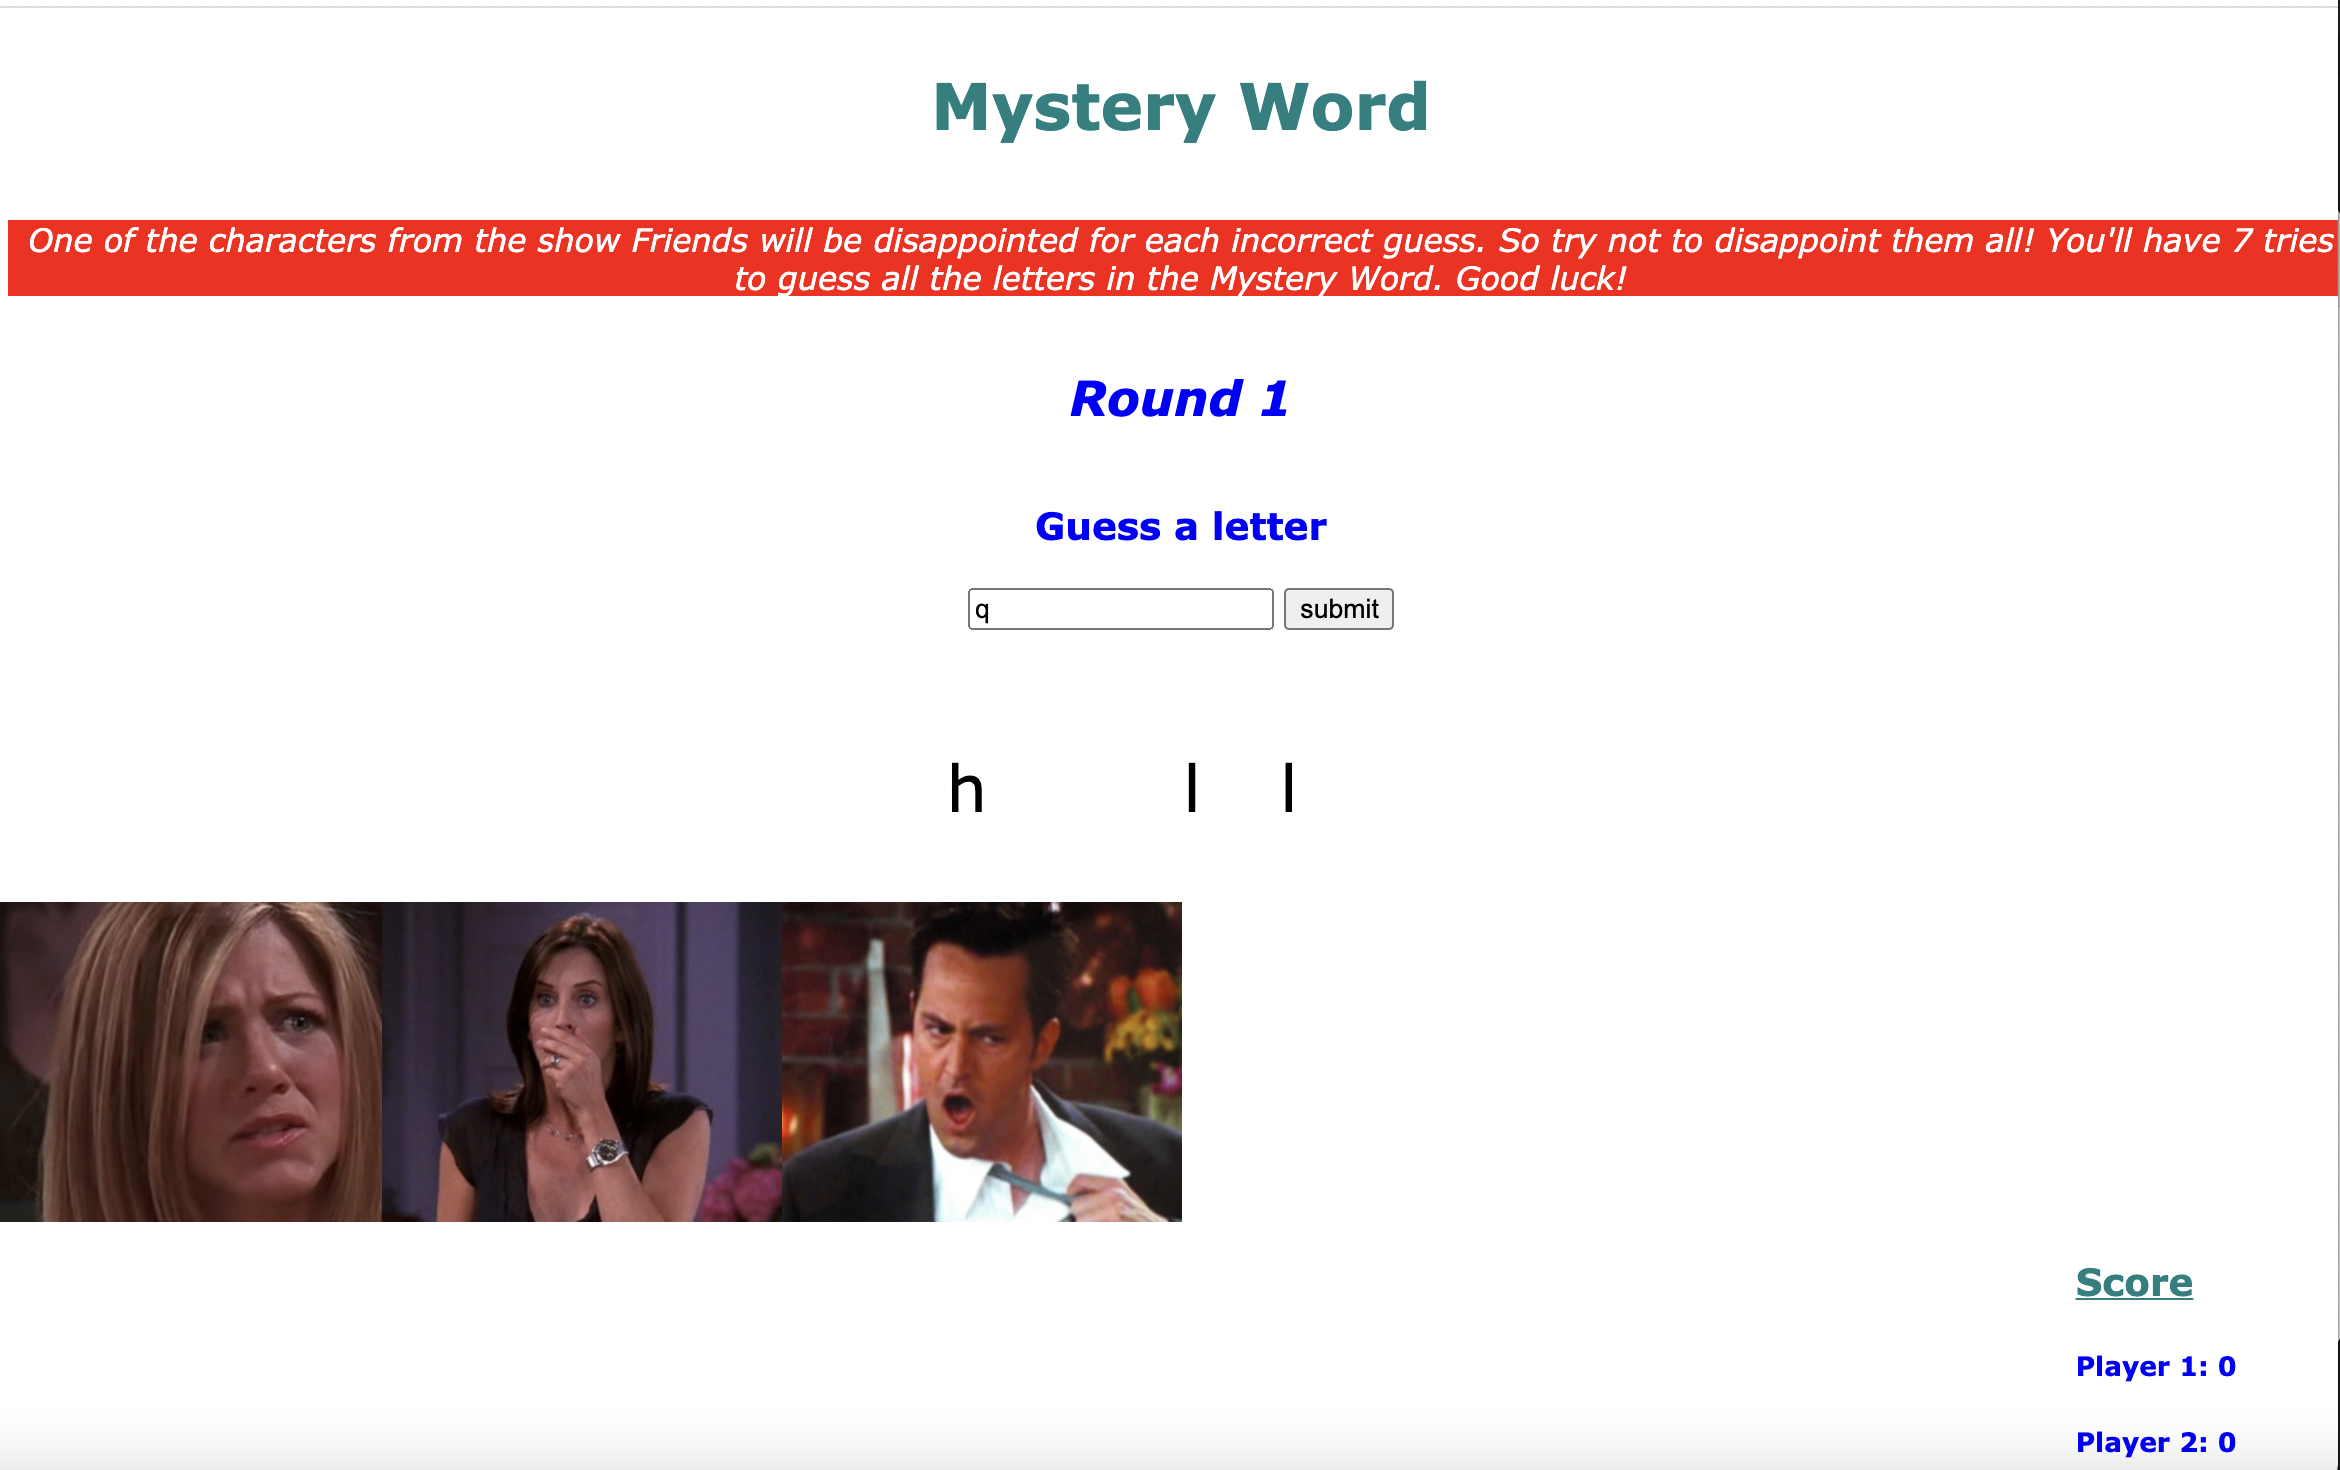 Mystery Word
One of the characters from the show Friends will be disappointed for each incorrect guess. So try not to disappoint them all! You'll have 7 tries
to guess all the letters in the Mystery Word. Good luck!
Round 1
Guess a letter
q submit
h l l
Score
Player 1: 0
Player 2: 0